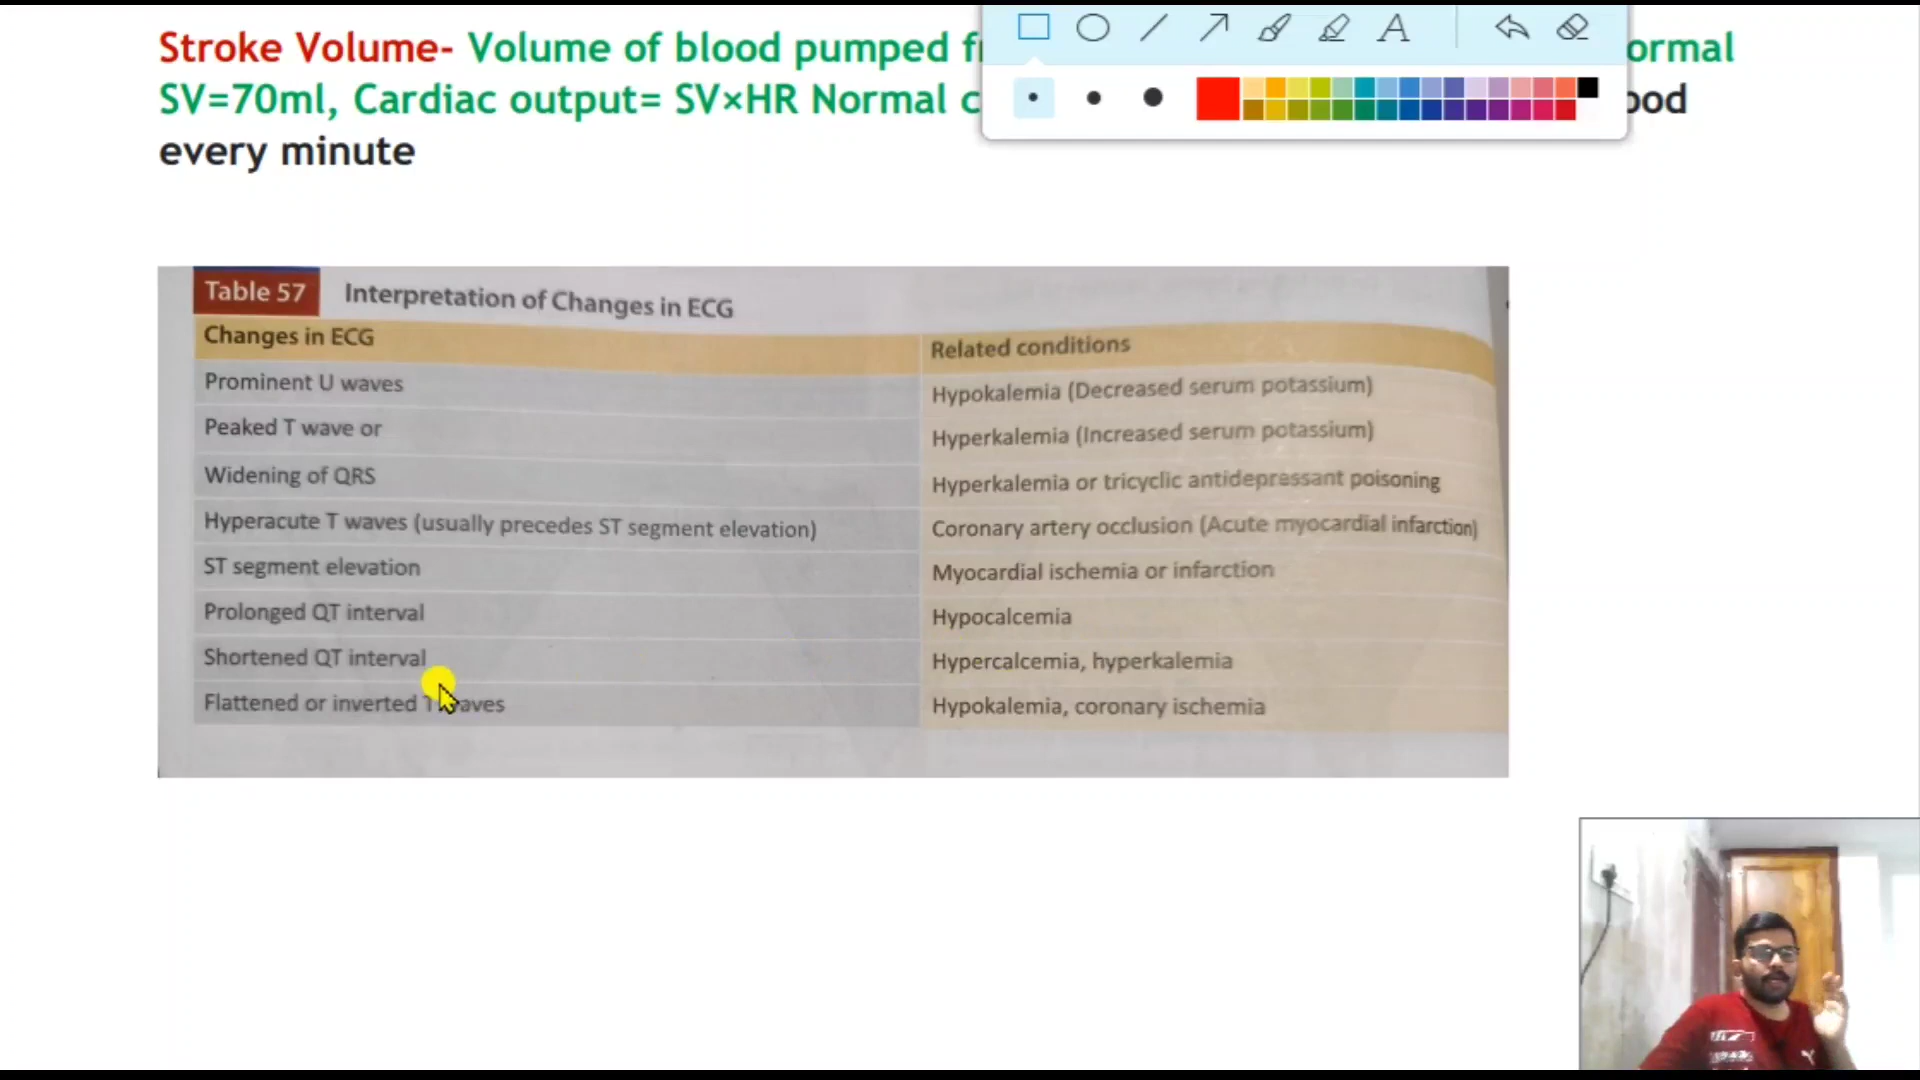 Stroke Volume- Volume of blood pumped
ormal
SV=70ml, Cardiac output= SV×HR Normal
every minute
Table 57 Interpretation of Changes in ECG
Changes in ECG Related conditions
Prominent U waves Hypokalemia (Decreased serum potassium)
Peaked T wave or Hyperkalemia (Increased serum potassium)
Widening of QRS Hyperkalemia or tricyclic antidepressant poisoning
Hyperacute T waves (usually precedes ST segment elevation) Coronary artery occlusion (Acute myocardial infarction)
ST segment elevation Myocardial ischemia or infarction
Prolonged QT interval Hypocalcemia
Shortened QT interval Hypercalcemia, hyperkalemia
Flattened or inverted T waves Hypokalemia, coronary ischemia